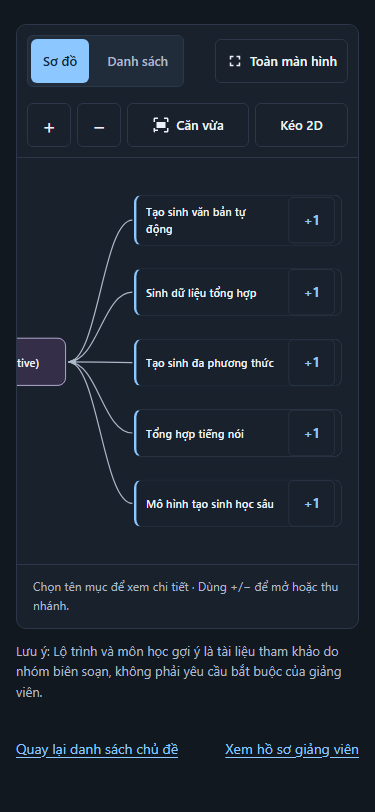 Sơ đồ
Danh sách
Toàn màn hình
+
−
Căn vừa
Kéo 2D
Tạo sinh văn bản tự
động
+1
Sinh dữ liệu tổng hợp
+1
tive)
Tạo sinh đa phương thức
+1
Tổng hợp tiếng nói
+1
Mô hình tạo sinh học sâu
+1
Chọn tên mục để xem chi tiết · Dùng +/− để mở hoặc thu
nhánh.
Lưu ý: Lộ trình và môn học gợi ý là tài liệu tham khảo do
nhóm biên soạn, không phải yêu cầu bắt buộc của giảng
viên.
Quay lại danh sách chủ đề
Xem hồ sơ giảng viên